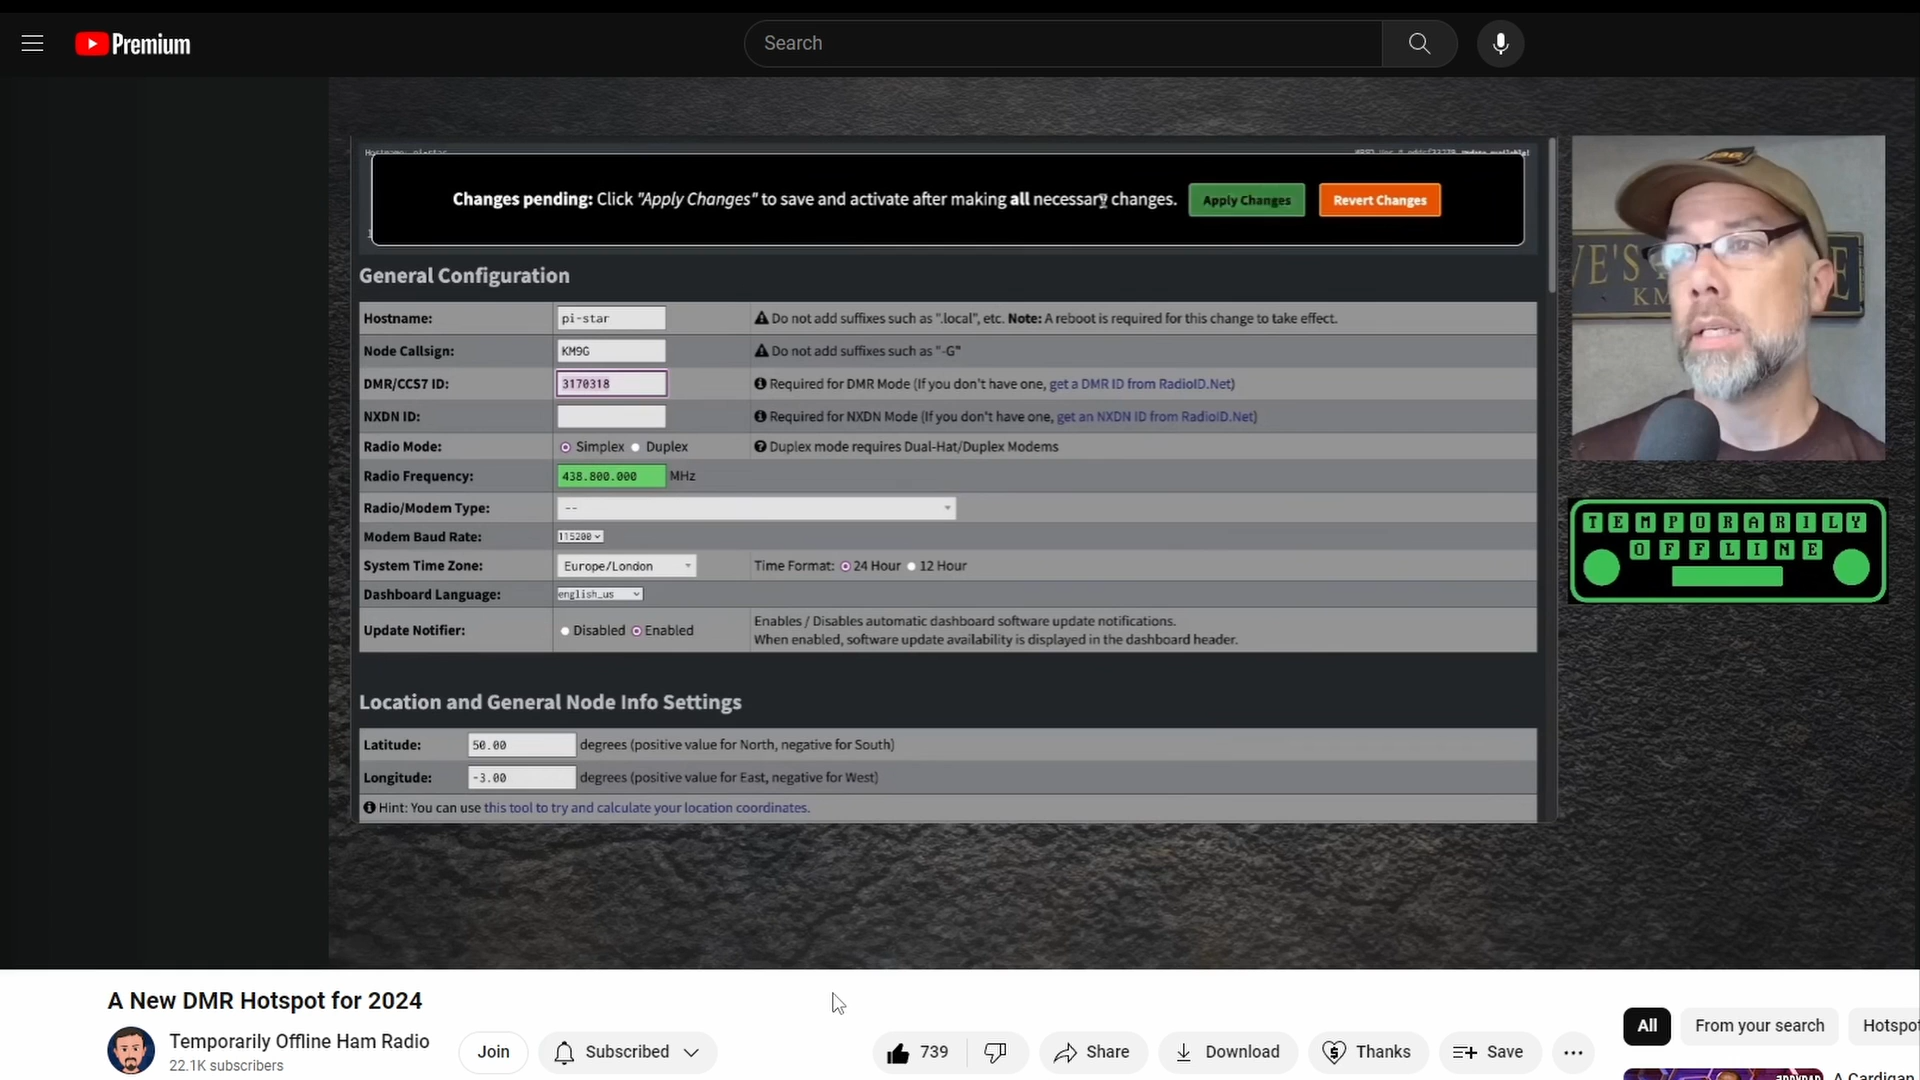 Premium
Search
Hostname: pi-star
Changes pending: Click "Apply Changes" to save and activate after making all necessary changes.
Apply Changes
Revert Changes
General Configuration
Hostname: pi-star Do not add suffixes such as ".local", etc. Note: A reboot is required for this change to take effect.
Node Callsign: KM9G Do not add suffixes such as "-G"
DMR/CCS7 ID: 3170318 Required for DMR Mode (If you don't have one, get a DMR ID from RadioID.Net)
NXDN ID: Required for NXDN Mode (If you don't have one, get an NXDN ID from RadioID.Net)
Radio Mode: Simplex Duplex Duplex mode requires Dual-Hat/Duplex Modems
Radio Frequency: 438.800.000 MHz
Radio/Modem Type: --
Modem Baud Rate: 115200
System Time Zone: Europe/London Time Format: 24 Hour 12 Hour
Dashboard Language: english_us
Update Notifier: Disabled Enabled Enables / Disables automatic dashboard software update notifications.
When enabled, software update availability is displayed in the dashboard header.
Location and General Node Info Settings
Latitude: 50.00 degrees (positive value for North, negative for South)
Longitude: -3.00 degrees (positive value for East, negative for West)
Hint: You can use this tool to try and calculate your location coordinates.
VE'S
E
KM
TEMPORARILY
OFFLINE
A New DMR Hotspot for 2024
Temporarily Offline Ham Radio
22.1K subscribers
Join
Subscribed
739
Share
Download
Thanks
Save
All
From your search
Hotspot
A Cardigan